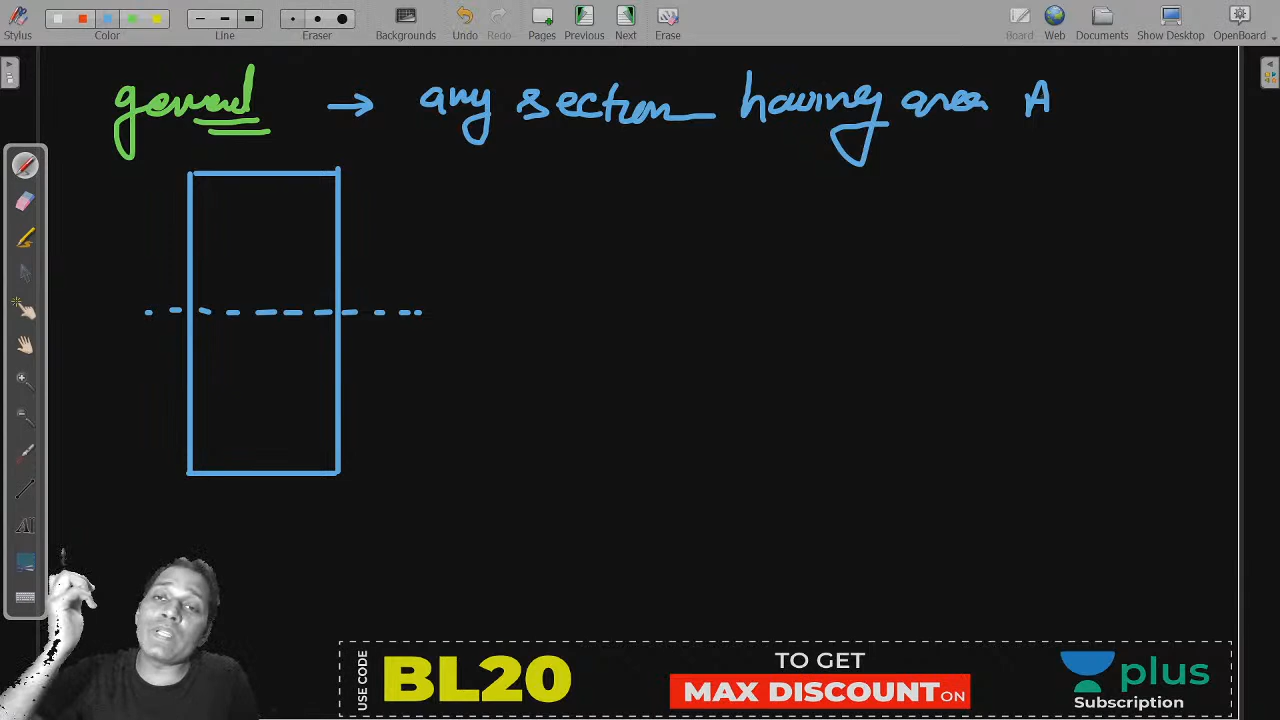 Stylus Color Line Eraser Backgrounds Undo Redo Pages Previous Next Erase Board Web Documents Show Desktop OpenBoard
general → any section having area A
USE CODE
BL20
TO GET
MAX DISCOUNT ON
plus
Subscription